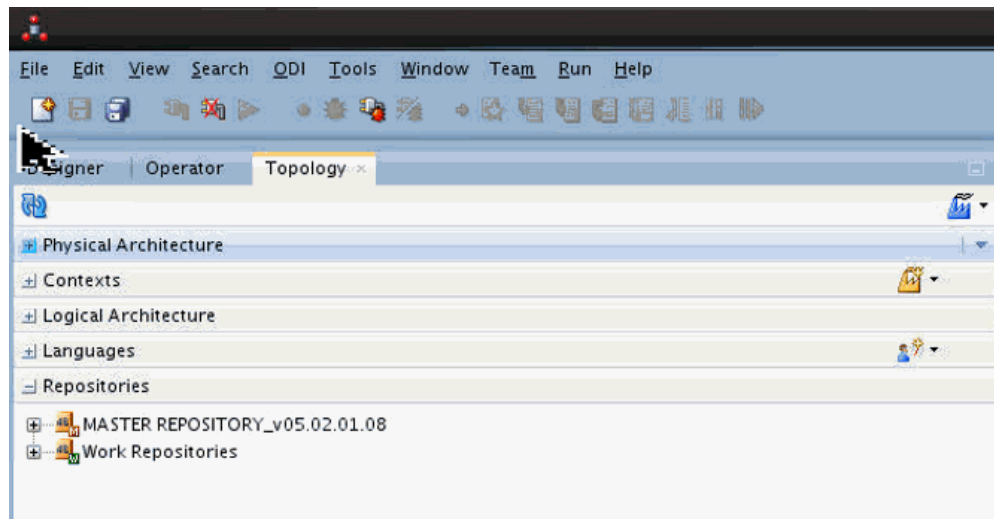 File Edit View Search ODI Tools Window Team Run Help
Operator Topology
Physical Architecture
Contexts
Logical Architecture
Languages
Repositories
MASTER REPOSITORY_v05.02.01.08
Work Repositories